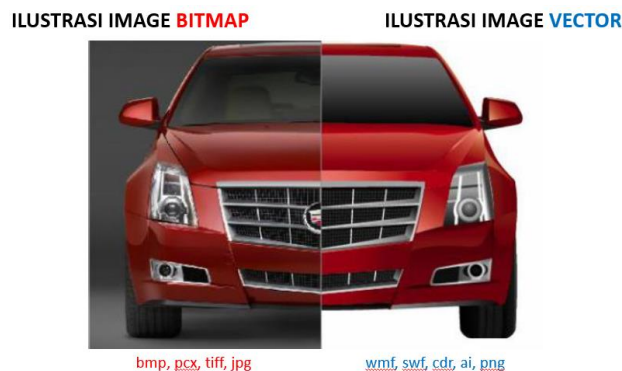 ILUSTRASI IMAGE BITMAP
ILUSTRASI IMAGE VECTOR
bmp, pcx, tiff, jpg
wmf, swf, cdr, ai, png